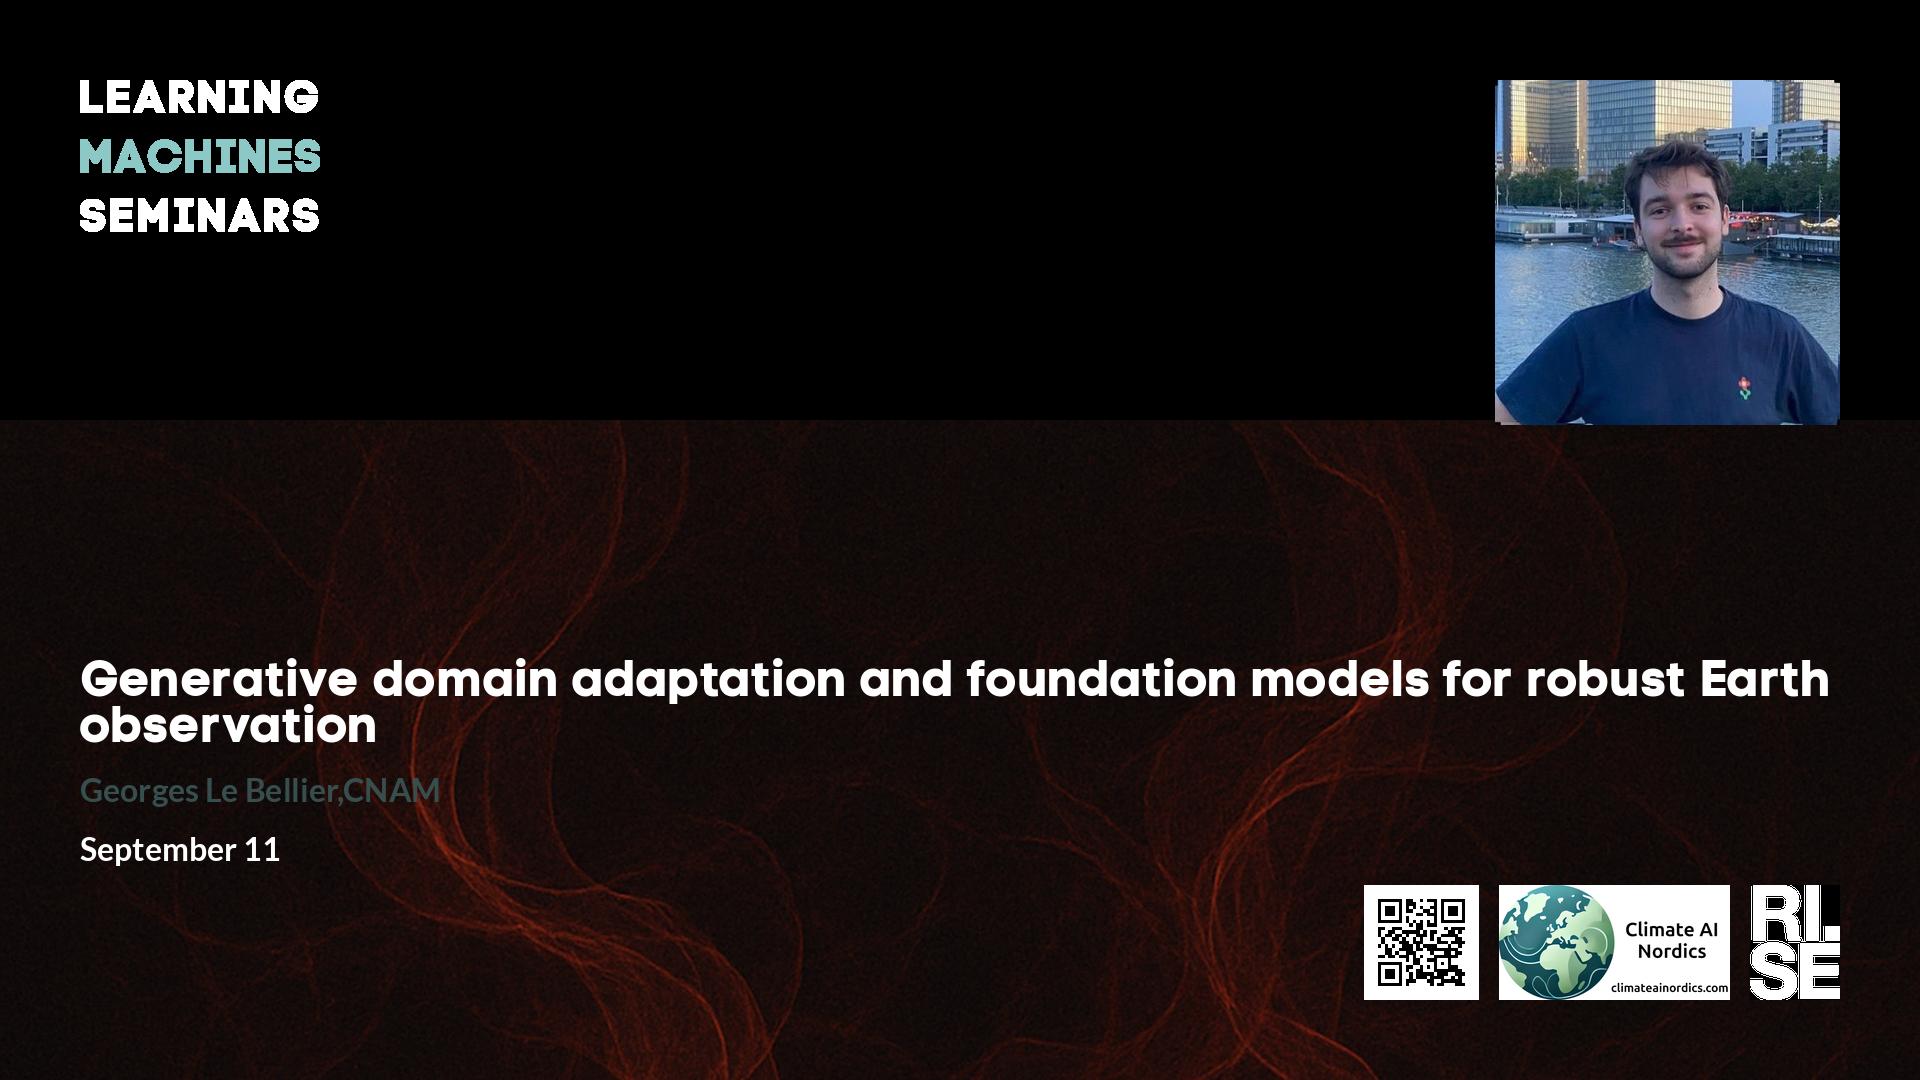 LEARNING
MACHINES
SEMINARS
Generative domain adaptation and foundation models for robust Earth
observation
Georges Le Bellier,CNAM
September 11
Climate AI
Nordics
climateainordics.com
RI.
SE